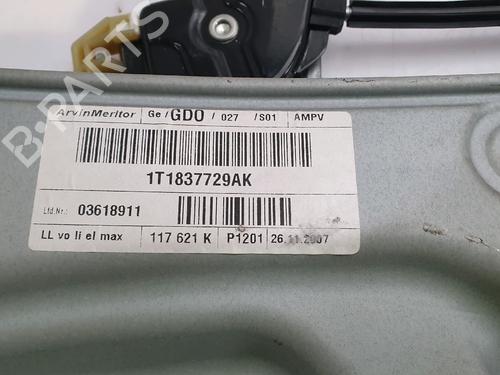 B-PARTS
ArvinMeritor Ge / GDO / 027 / S01 AMPV
1T1837729AK
Lfd.Nr.: 03618911
LL vo li el max 117 621 K P1201 26.11.2007